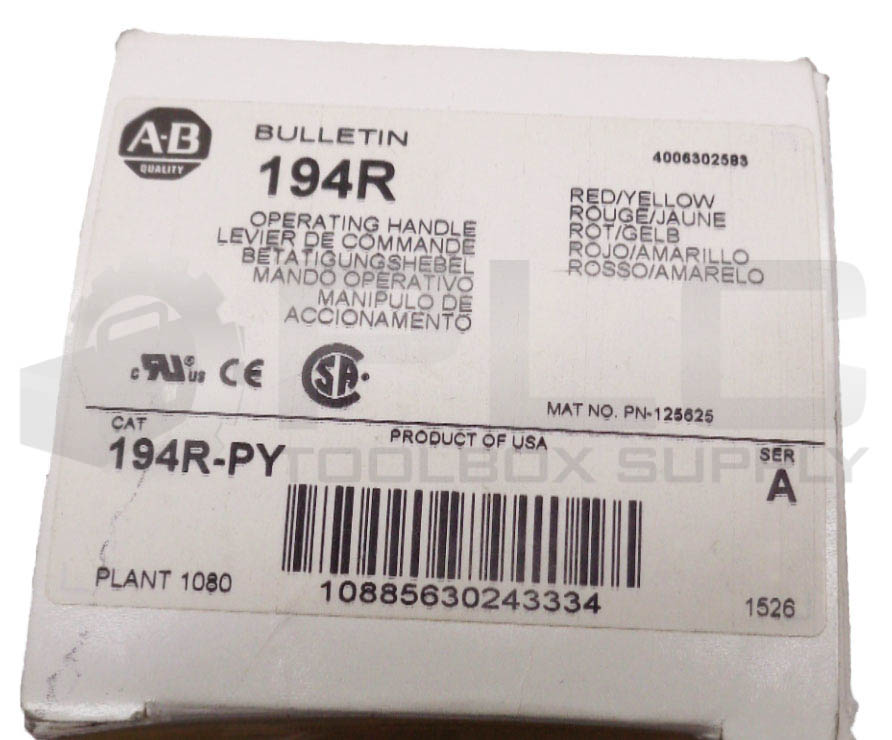 A-B
QUALITY
BULLETIN
194R
OPERATING HANDLE
LEVIER DE COMMANDE
BETATIGUNGSHEBEL
MANDO OPERATIVO
MANIPULO DE
ACCIONAMENTO
4006302583
RED/YELLOW
ROUGE/JAUNE
ROT/GELB
ROJO/AMARILLO
ROSSO/AMARELO
c RU ® US CE SA
MAT NO. PN-125625
CAT
194R-PY
PRODUCT OF USA
SER
A
PLANT 1080
10885630243334
1526
PLC
TOOLBOX SUPPLY